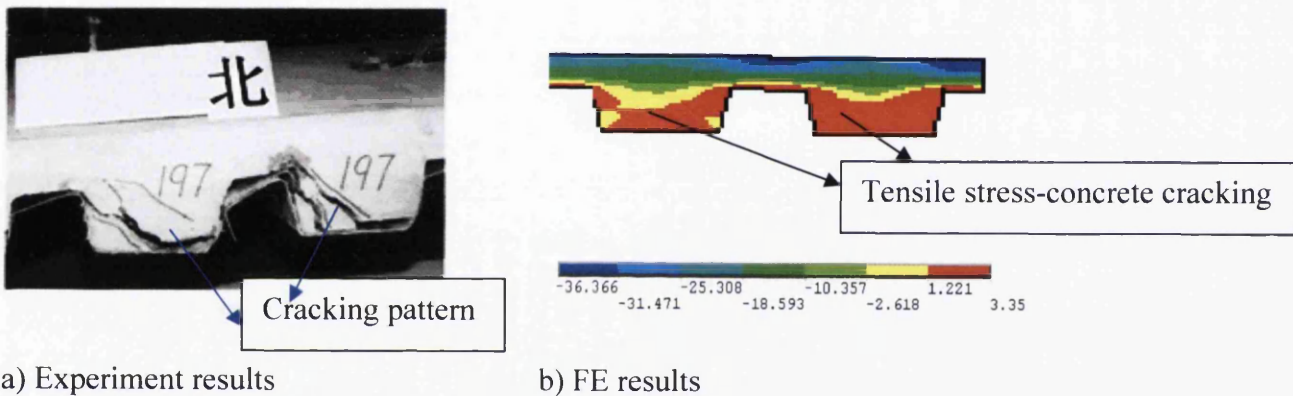 北
197
197
Cracking pattern
a) Experiment results
Tensile stress-concrete cracking
-36.366 -25.308 -10.357 1.221
-31.471 -18.593 -2.618 3.35
b) FE results